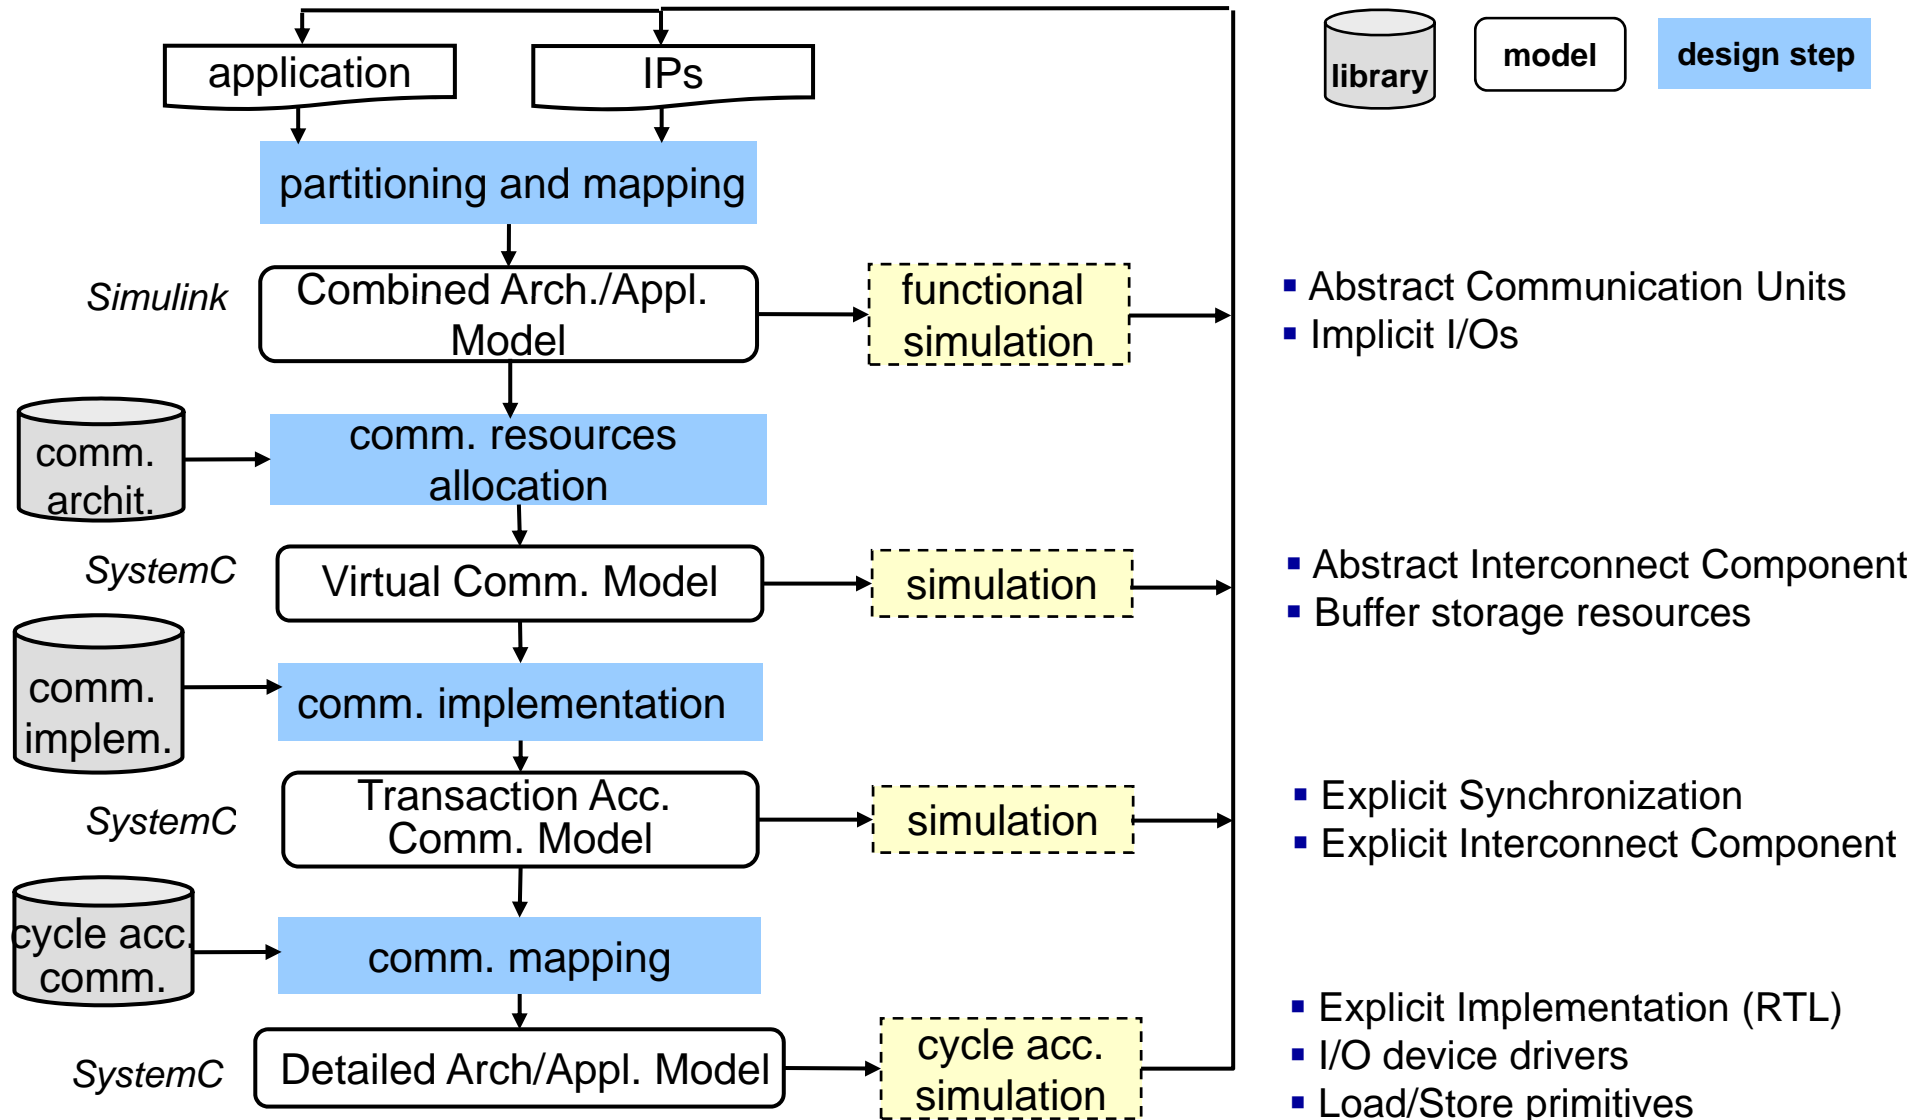 application
IPs
library
model
design step
partitioning and mapping
Simulink
Combined Arch./Appl.
Model
functional
simulation
▪ Abstract Communication Units
▪ Implicit I/Os
comm.
archit.
comm. resources
allocation
SystemC
Virtual Comm. Model
simulation
▪ Abstract Interconnect Component
▪ Buffer storage resources
comm.
implem.
comm. implementation
SystemC
Transaction Acc.
Comm. Model
simulation
▪ Explicit Synchronization
▪ Explicit Interconnect Component
cycle acc.
comm.
comm. mapping
SystemC
Detailed Arch/Appl. Model
cycle acc.
simulation
▪ Explicit Implementation (RTL)
▪ I/O device drivers
▪ Load/Store primitives